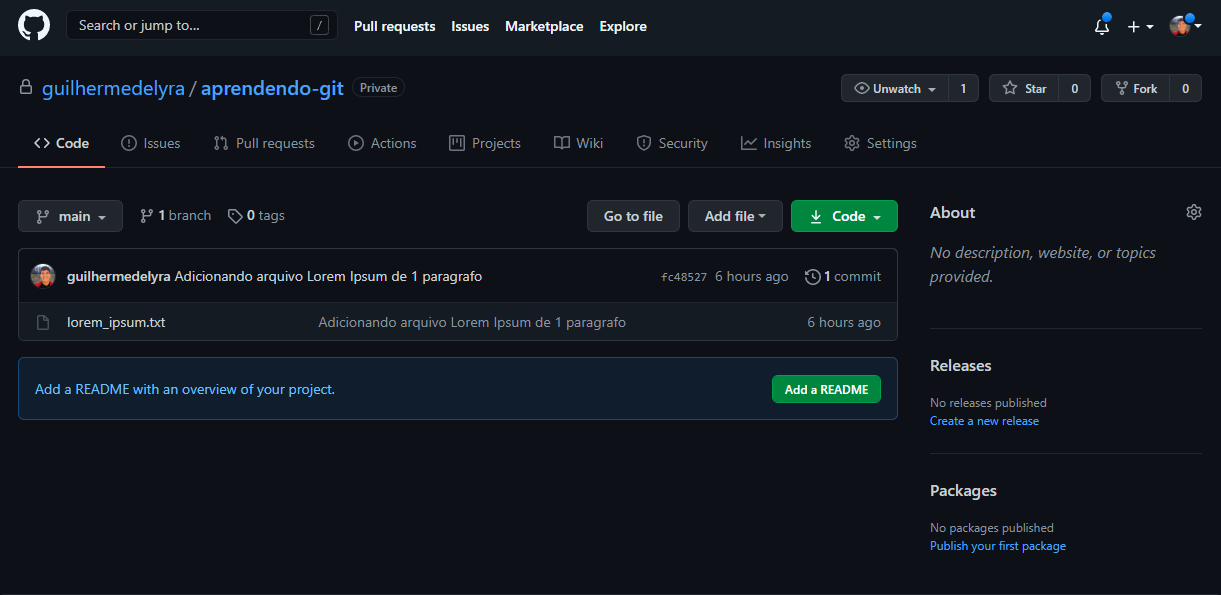 Search or jump to... / Pull requests Issues Marketplace Explore
guilhermedelyra / aprendendo-git Private Unwatch 1 Star 0 Fork 0
Code Issues Pull requests Actions Projects Wiki Security Insights Settings
main 1 branch 0 tags Go to file Add file Code
guilhermedelyra Adicionando arquivo Lorem Ipsum de 1 paragrafo fc48527 6 hours ago 1 commit
lorem_ipsum.txt Adicionando arquivo Lorem Ipsum de 1 paragrafo 6 hours ago
Add a README with an overview of your project. Add a README
About
No description, website, or topics
provided.
Releases
No releases published
Create a new release
Packages
No packages published
Publish your first package